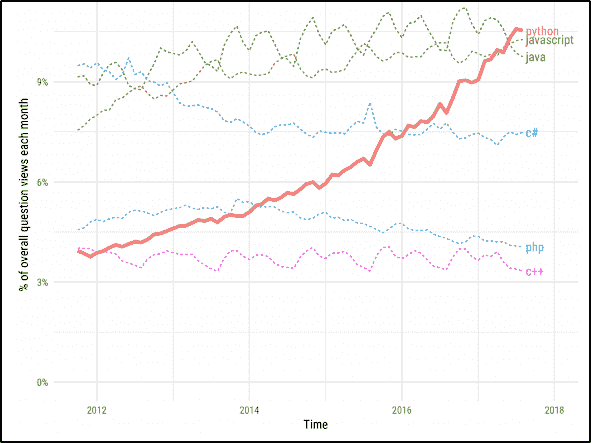 python
javascript
java
9%
c#
6%
php
c++
3%
0%
% of overall question views each month
2012
2014
2016
2018
Time